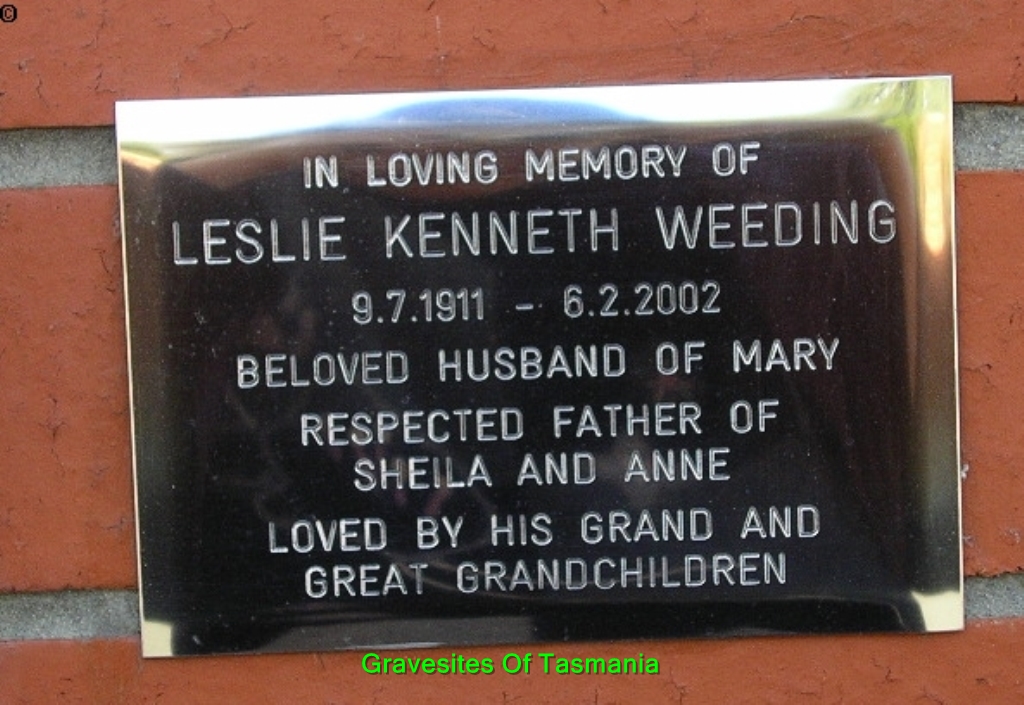 ©
IN LOVING MEMORY OF
LESLIE KENNETH WEEDING
9.7.1911 - 6.2.2002
BELOVED HUSBAND OF MARY
RESPECTED FATHER OF
SHEILA AND ANNE
LOVED BY HIS GRAND AND
GREAT GRANDCHILDREN
Gravesites Of Tasmania